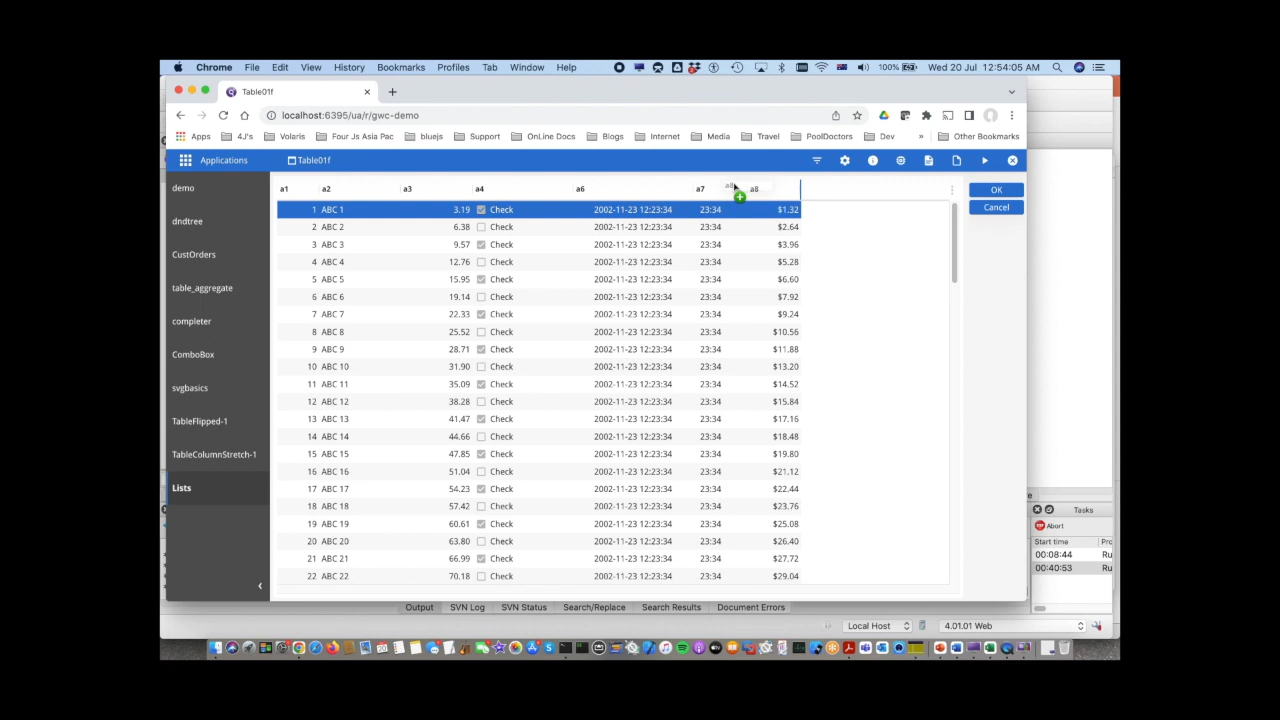 Chrome File Edit View History Bookmarks Profiles Tab Window Help 100% Wed 20 Jul 12:54:05 AM
Table01f
localhost:6395/ua/r/gwc-demo
Apps 4J's Volaris Four Js Asia Pac bluejs Support OnLine Docs Blogs Internet Media Travel PoolDoctors Dev » Other Bookmarks
Applications Table01f
demo
dndtree
CustOrders
table_aggregate
completer
ComboBox
svgbasics
TableFlipped-1
TableColumnStretch-1
Lists
a1 a2 a3 a4 a6 a7 a8
1 ABC 1 3.19 Check 2002-11-23 12:23:34 23:34 $1.32
2 ABC 2 6.38 Check 2002-11-23 12:23:34 23:34 $2.64
3 ABC 3 9.57 Check 2002-11-23 12:23:34 23:34 $3.96
4 ABC 4 12.76 Check 2002-11-23 12:23:34 23:34 $5.28
5 ABC 5 15.95 Check 2002-11-23 12:23:34 23:34 $6.60
6 ABC 6 19.14 Check 2002-11-23 12:23:34 23:34 $7.92
7 ABC 7 22.33 Check 2002-11-23 12:23:34 23:34 $9.24
8 ABC 8 25.52 Check 2002-11-23 12:23:34 23:34 $10.56
9 ABC 9 28.71 Check 2002-11-23 12:23:34 23:34 $11.88
10 ABC 10 31.90 Check 2002-11-23 12:23:34 23:34 $13.20
11 ABC 11 35.09 Check 2002-11-23 12:23:34 23:34 $14.52
12 ABC 12 38.28 Check 2002-11-23 12:23:34 23:34 $15.84
13 ABC 13 41.47 Check 2002-11-23 12:23:34 23:34 $17.16
14 ABC 14 44.66 Check 2002-11-23 12:23:34 23:34 $18.48
15 ABC 15 47.85 Check 2002-11-23 12:23:34 23:34 $19.80
16 ABC 16 51.04 Check 2002-11-23 12:23:34 23:34 $21.12
17 ABC 17 54.23 Check 2002-11-23 12:23:34 23:34 $22.44
18 ABC 18 57.42 Check 2002-11-23 12:23:34 23:34 $23.76
19 ABC 19 60.61 Check 2002-11-23 12:23:34 23:34 $25.08
20 ABC 20 63.80 Check 2002-11-23 12:23:34 23:34 $26.40
21 ABC 21 66.99 Check 2002-11-23 12:23:34 23:34 $27.72
22 ABC 22 70.18 Check 2002-11-23 12:23:34 23:34 $29.04
OK
Cancel
Tasks
Abort
Start time
00:08:44 Ru
00:40:53 Ru
Output SVN Log SVN Status Search/Replace Search Results Document Errors
Local Host 4.01.01 Web